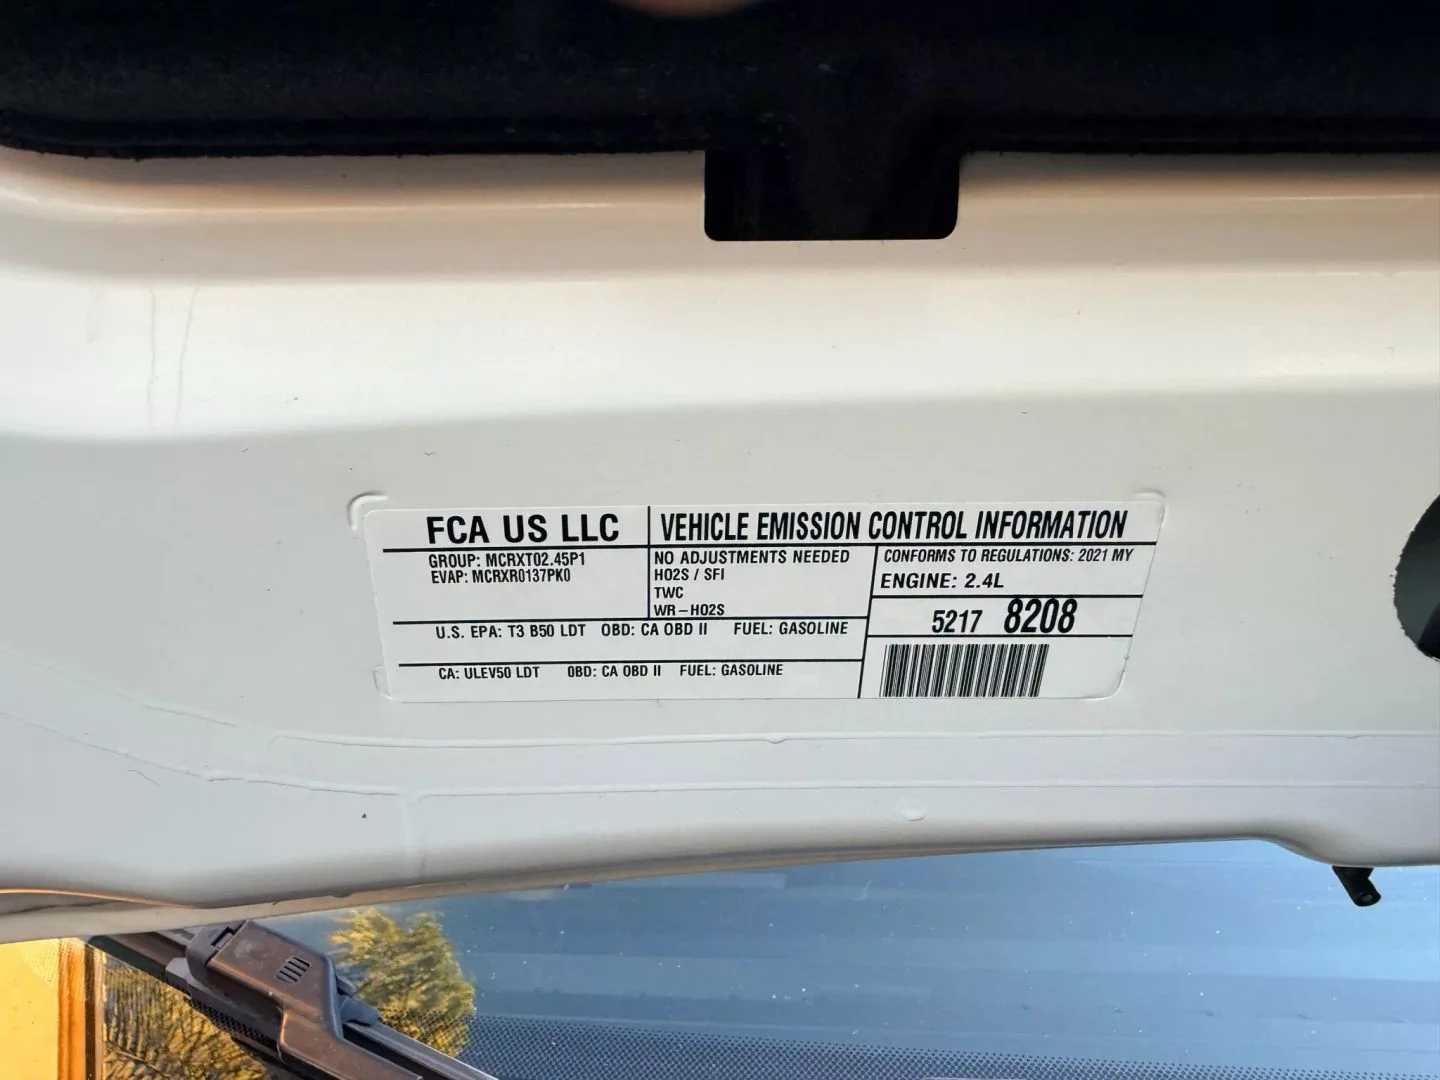 FCA US LLC
VEHICLE EMISSION CONTROL INFORMATION
GROUP: MCRXT02.45P1
EVAP: MCRXR0137PK0
NO ADJUSTMENTS NEEDED
HO2S / SFI
TWC
WR-HO2S
CONFORMS TO REGULATIONS: 2021 MY
ENGINE: 2.4L
5217 8208
U.S. EPA: T3 B50 LDT OBD: CA OBD II FUEL: GASOLINE
CA: ULEV50 LDT OBD: CA OBD II FUEL: GASOLINE